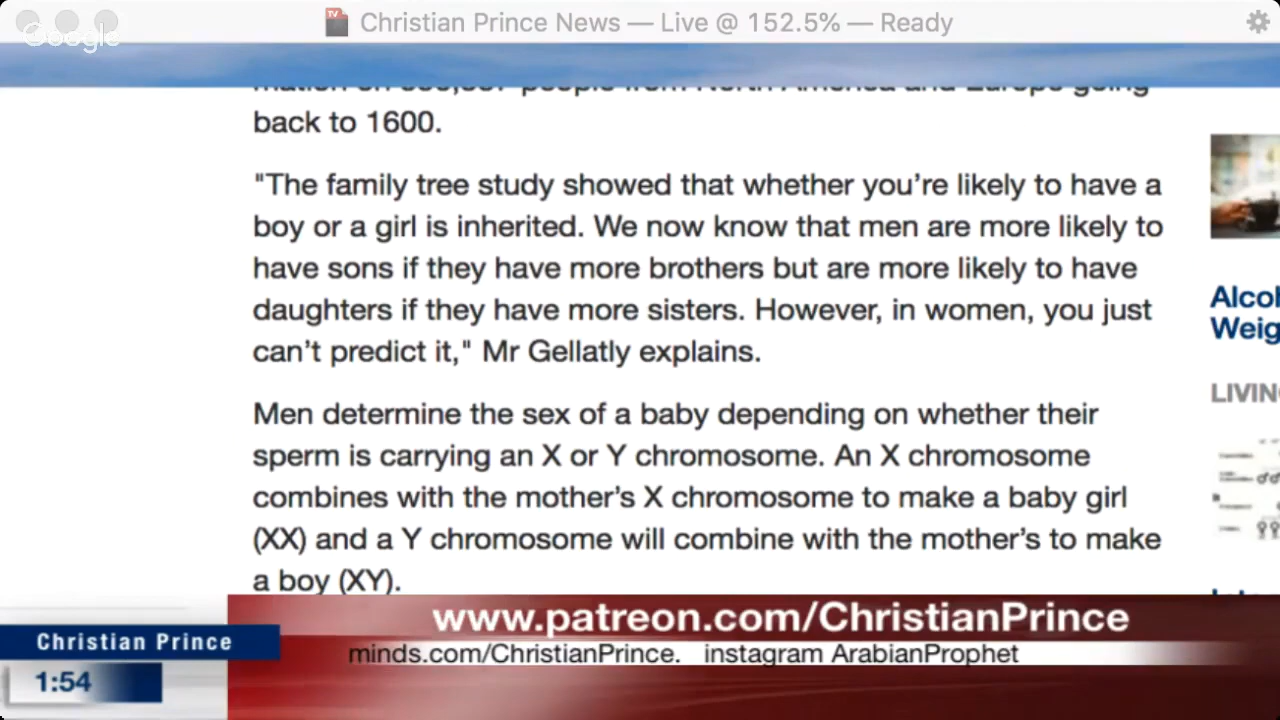 Christian Prince News — Live @ 152.5% — Ready
Google
back to 1600.
"The family tree study showed that whether you're likely to have a
boy or a girl is inherited. We now know that men are more likely to
have sons if they have more brothers but are more likely to have
daughters if they have more sisters. However, in women, you just
can't predict it," Mr Gellatly explains.
Men determine the sex of a baby depending on whether their
sperm is carrying an X or Y chromosome. An X chromosome
combines with the mother's X chromosome to make a baby girl
(XX) and a Y chromosome will combine with the mother's to make
a boy (XY).
www.patreon.com/ChristianPrince
minds.com/ChristianPrince. instagram ArabianProphet
Christian Prince
1:54
TV